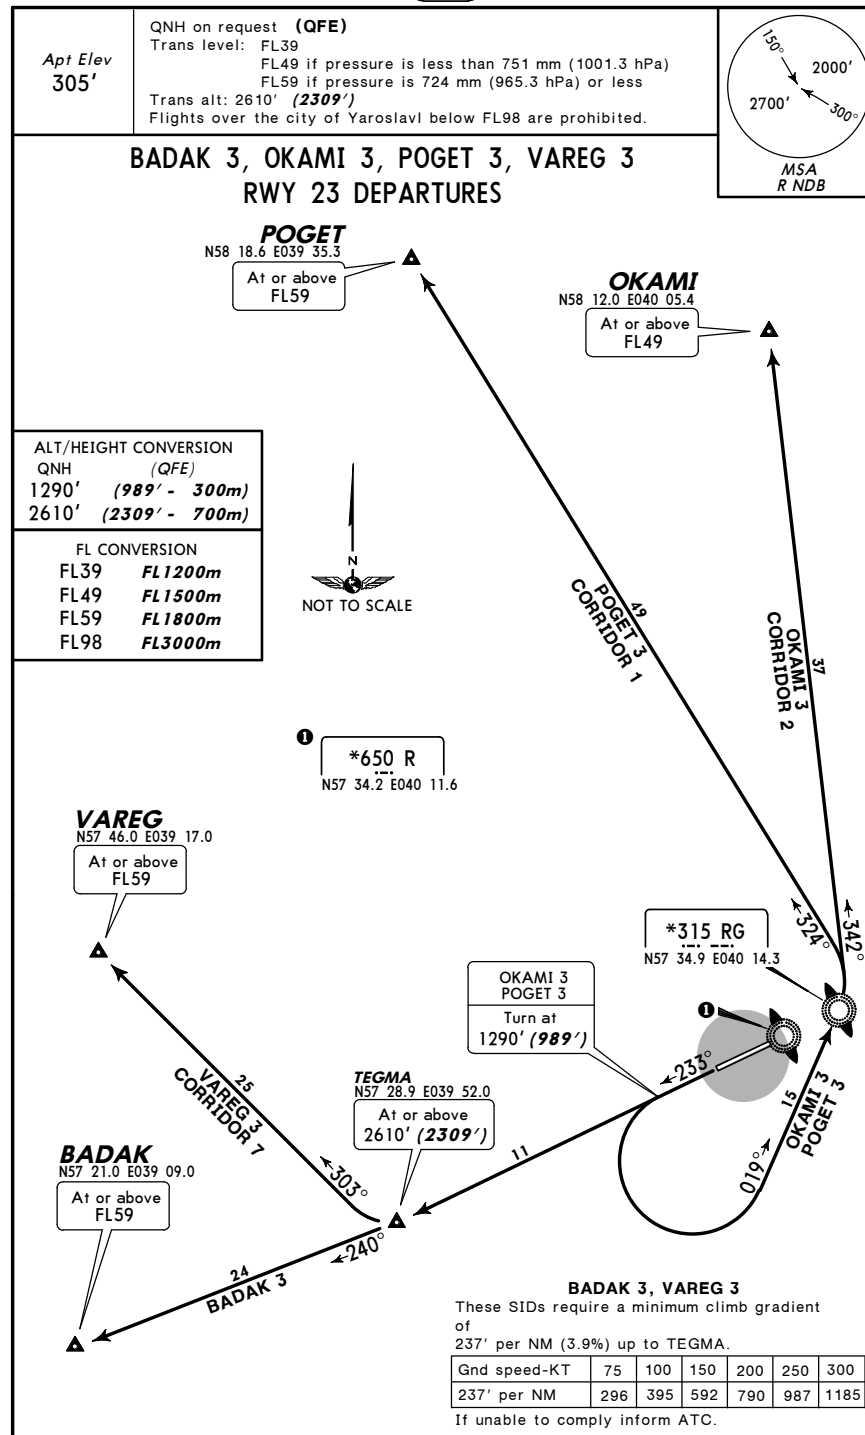 Apt Elev
305'
QNH on request (QFE)
Trans level: FL39
FL49 if pressure is less than 751 mm (1001.3 hPa)
FL59 if pressure is 724 mm (965.3 hPa) or less
Trans alt: 2610' (2309')
Flights over the city of Yaroslavl below FL98 are prohibited.
150°
2000'
2700'
300°
MSA
R NDB
BADAK 3, OKAMI 3, POGET 3, VAREG 3
RWY 23 DEPARTURES
POGET
N58 18.6 E039 35.3
At or above
FL59
OKAMI
N58 12.0 E040 05.4
At or above
FL49
ALT/HEIGHT CONVERSION
QNH (QFE)
1290' (989' - 300m)
2610' (2309' - 700m)
FL CONVERSION
FL39 FL1200m
FL49 FL1500m
FL59 FL1800m
FL98 FL3000m
N
NOT TO SCALE
49
POGET 3
CORRIDOR 1
37
OKAMI 3
CORRIDOR 2
1
*650 R
N57 34.2 E040 11.6
VAREG
N57 46.0 E039 17.0
At or above
FL59
324°
342°
*315 RG
N57 34.9 E040 14.3
OKAMI 3
POGET 3
Turn at
1290' (989')
1
233°
25
VAREG 3
CORRIDOR 7
TEGMA
N57 28.9 E039 52.0
At or above
2610' (2309')
11
15
OKAMI 3
POGET 3
019°
BADAK
N57 21.0 E039 09.0
At or above
FL59
303°
240°
24
BADAK 3
BADAK 3, VAREG 3
These SIDs require a minimum climb gradient
of
237' per NM (3.9%) up to TEGMA.
Gnd speed-KT 75 100 150 200 250 300
237' per NM 296 395 592 790 987 1185
If unable to comply inform ATC.